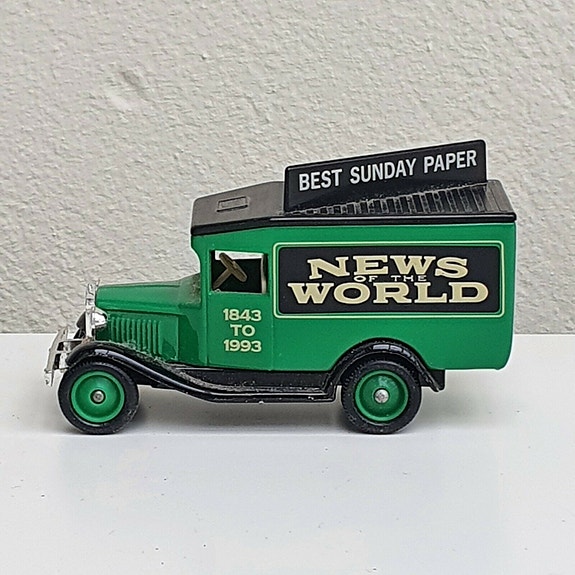 BEST SUNDAY PAPER
NEWS
OF THE
WORLD
1843
TO
1993